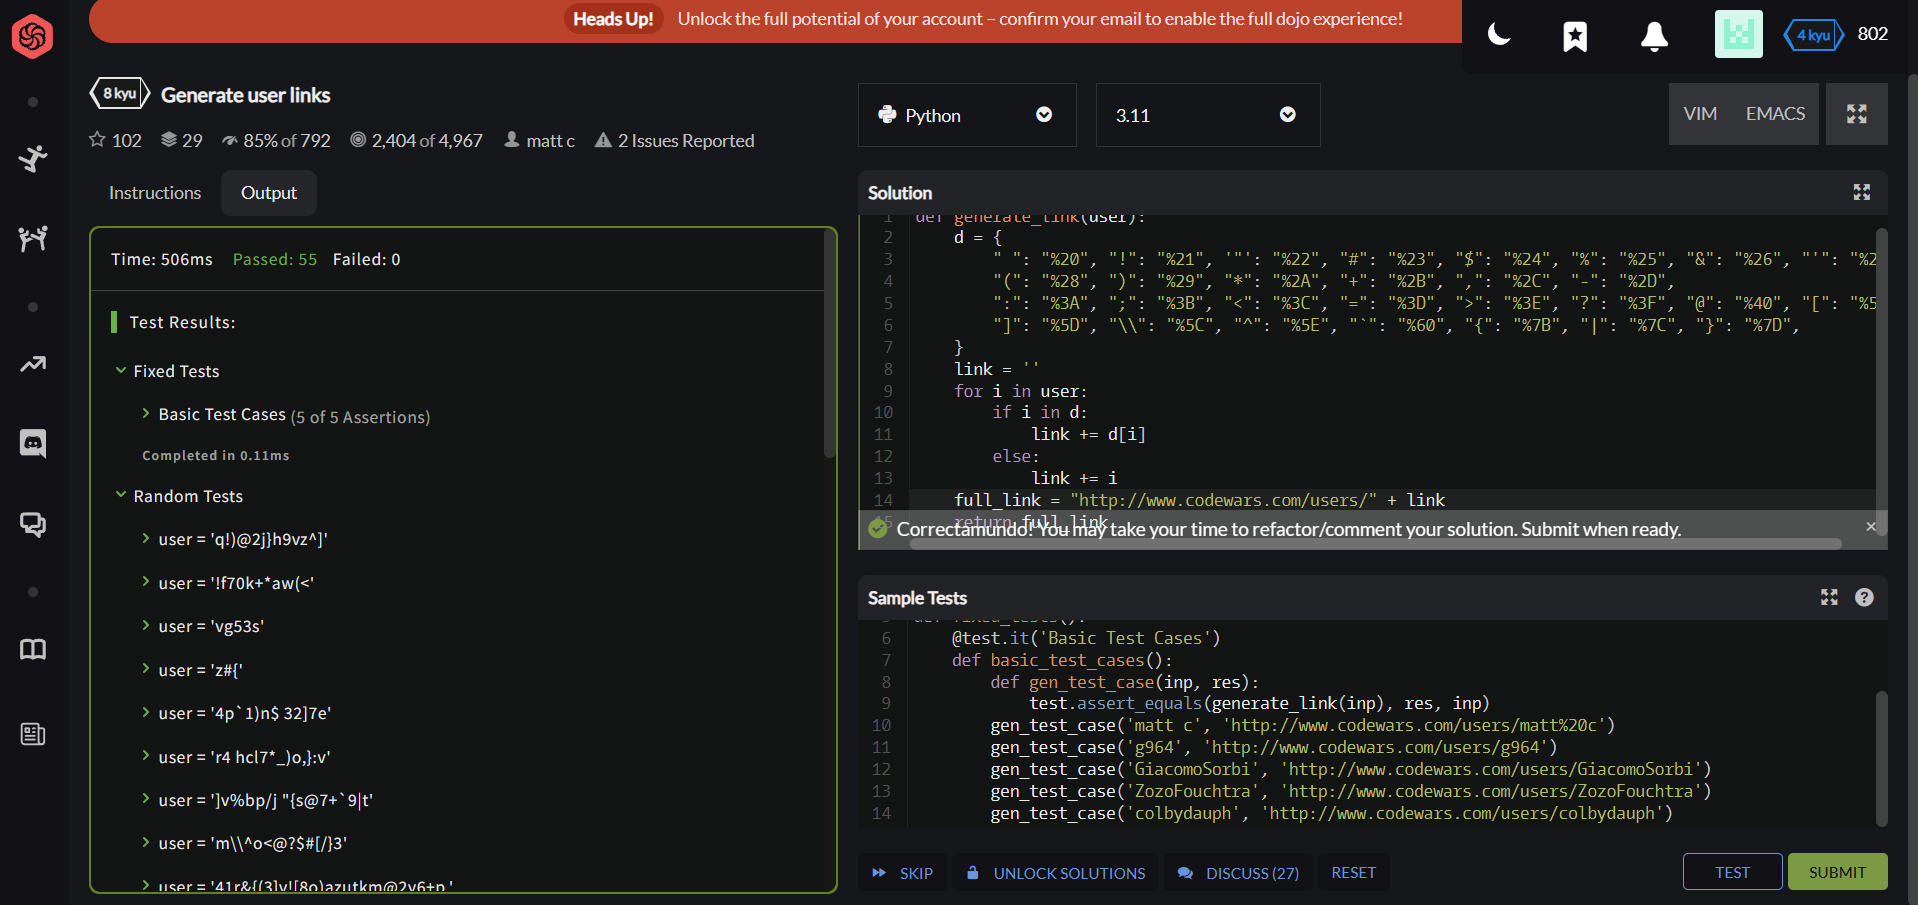 Heads Up! Unlock the full potential of your account – confirm your email to enable the full dojo experience!
4 kyu 802
8 kyu Generate user links
102 29 85% of 792 2,404 of 4,967 matt c 2 Issues Reported
Instructions Output
Time: 506ms Passed: 55 Failed: 0
Test Results:
Fixed Tests
Basic Test Cases (5 of 5 Assertions)
Completed in 0.11ms
Random Tests
user = 'q!)@2j}h9vz^]'
user = '!f70k+*aw(<'
user = 'vg53s'
user = 'z#{'
user = '4p`1)n$ 32]7e'
user = 'r4 hcl7*_)o,}:v'
user = ']v%bp/j "{s@7+`9|t'
user = 'm\\^o<@?$#[/}3'
user = '41r&{(3]v![8o)azutkm@2v6+p '
Python 3.11 VIM EMACS
Solution
1 def generate_link(user):
2 d = {
3 " ": "%20", "!": "%21", '"': "%22", "#": "%23", "$": "%24", "%": "%25", "&": "%26", "'": "%2
4 "(": "%28", ")": "%29", "*": "%2A", "+": "%2B", ",": "%2C", "-": "%2D",
5 ":": "%3A", ";": "%3B", "<": "%3C", "=": "%3D", ">": "%3E", "?": "%3F", "@": "%40", "[": "%5
6 "]": "%5D", "\\": "%5C", "^": "%5E", "`": "%60", "{": "%7B", "|": "%7C", "}": "%7D",
7 }
8 link = ''
9 for i in user:
10 if i in d:
11 link += d[i]
12 else:
13 link += i
14 full_link = "http://www.codewars.com/users/" + link
15 return full_link
Correctamundo! You may take your time to refactor/comment your solution. Submit when ready. ×
Sample Tests
5 def fixed_tests():
6 @test.it('Basic Test Cases')
7 def basic_test_cases():
8 def gen_test_case(inp, res):
9 test.assert_equals(generate_link(inp), res, inp)
10 gen_test_case('matt c', 'http://www.codewars.com/users/matt%20c')
11 gen_test_case('g964', 'http://www.codewars.com/users/g964')
12 gen_test_case('GiacomoSorbi', 'http://www.codewars.com/users/GiacomoSorbi')
13 gen_test_case('ZozoFouchtra', 'http://www.codewars.com/users/ZozoFouchtra')
14 gen_test_case('colbydauph', 'http://www.codewars.com/users/colbydauph')
SKIP UNLOCK SOLUTIONS DISCUSS (27) RESET TEST SUBMIT